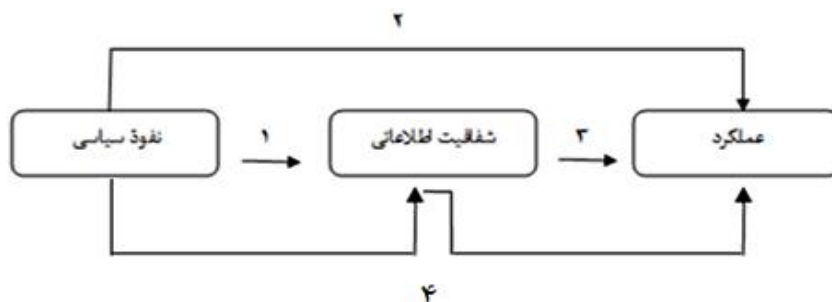 ۲
نفوذ سیاسی
۱
شفافیت اطلاعاتی
۳
عملکرد
۴